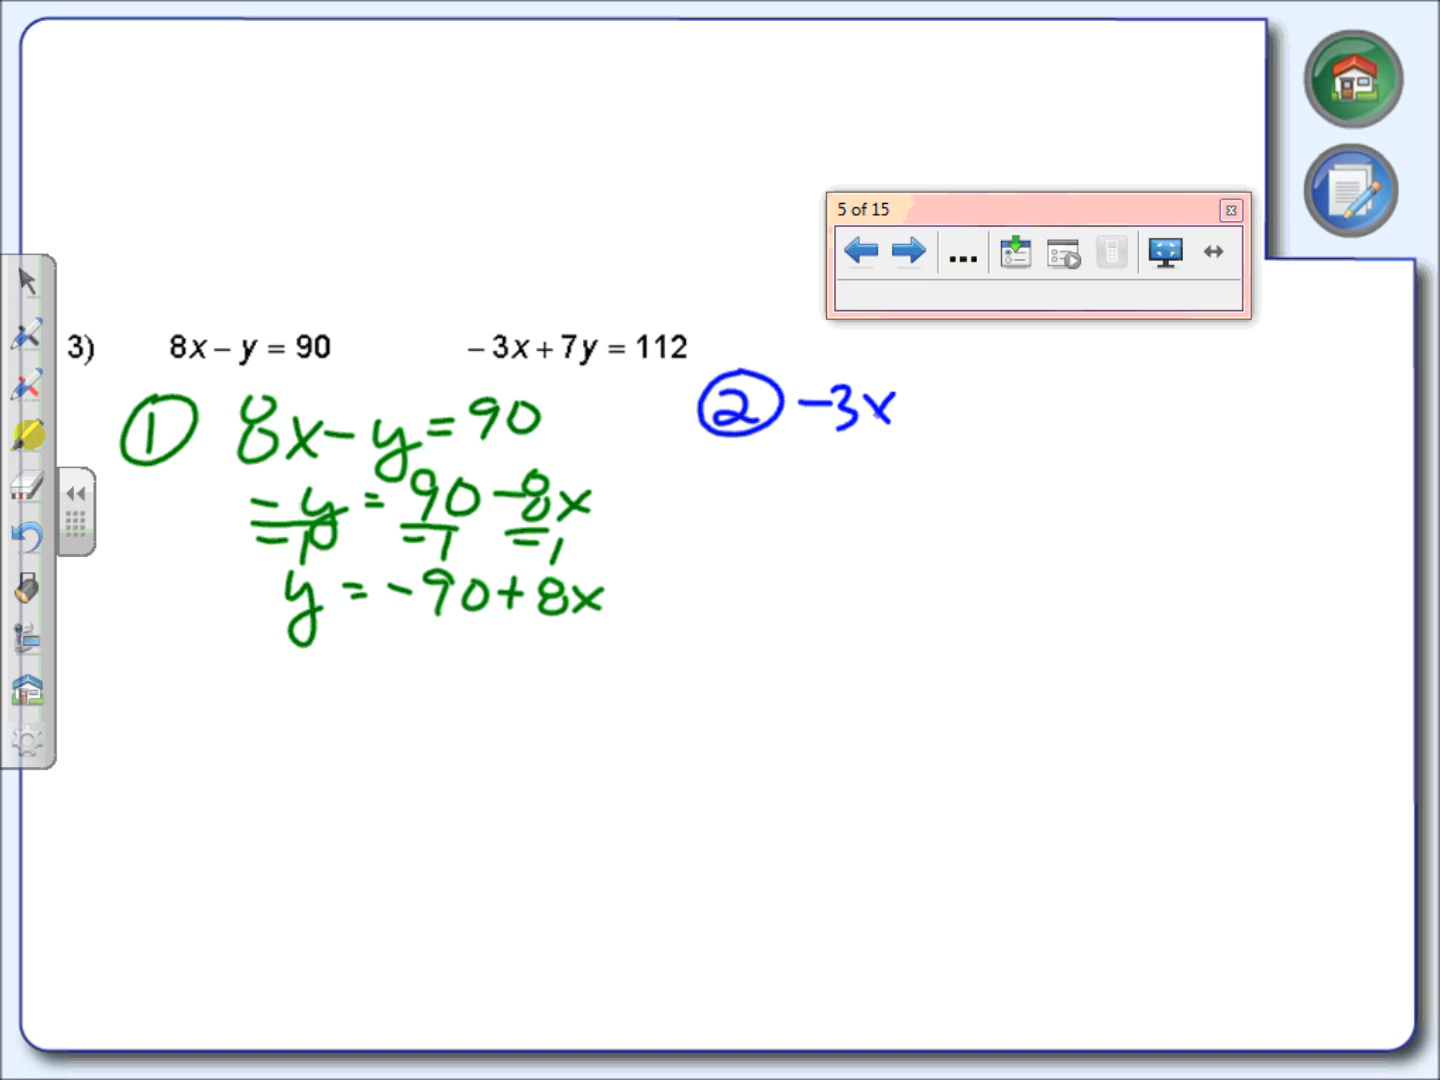 5 of 15
3) 8x – y = 90 – 3x + 7y = 112
① 8x - y = 90
② -3x
- y = 90 - 8x
-1 -1 -1
y = -90 + 8x